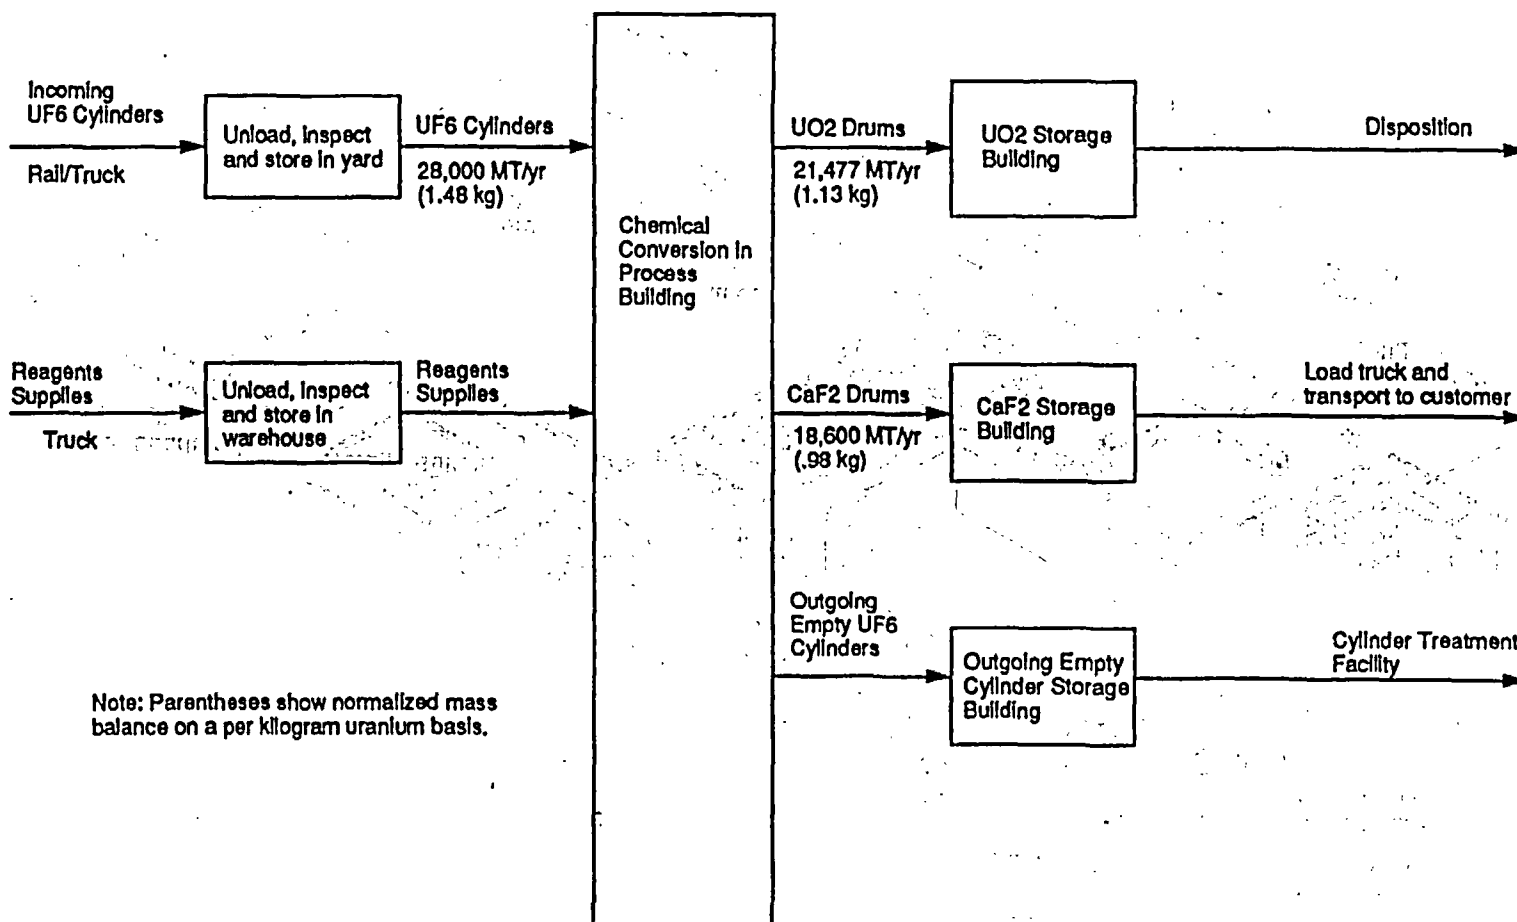 Incoming
UF6 Cylinders
Rail/Truck
Unload, inspect
and store in yard
UF6 Cylinders
28,000 MT/yr
(1.48 kg)
Chemical
Conversion in
Process
Building
UO2 Drums
21,477 MT/yr
(1.13 kg)
UO2 Storage
Building
Disposition
Reagents
Supplies
Truck
Unload, inspect
and store in
warehouse
Reagents
Supplies
CaF2 Drums
18,600 MT/yr
(.98 kg)
CaF2 Storage
Building
Load truck and
transport to customer
Outgoing
Empty UF6
Cylinders
Outgoing Empty
Cylinder Storage
Building
Cylinder Treatment
Facility
Note: Parentheses show normalized mass
balance on a per kilogram uranium basis.